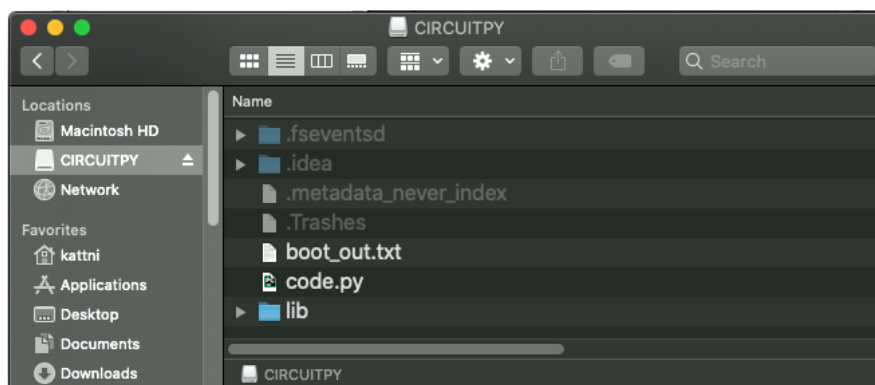 CIRCUITPY
Search
Locations
Macintosh HD
CIRCUITPY
Network
Favorites
kattni
Applications
Desktop
Documents
Downloads
Name
.fseventsd
.idea
.metadata_never_index
.Trashes
boot_out.txt
code.py
lib
CIRCUITPY